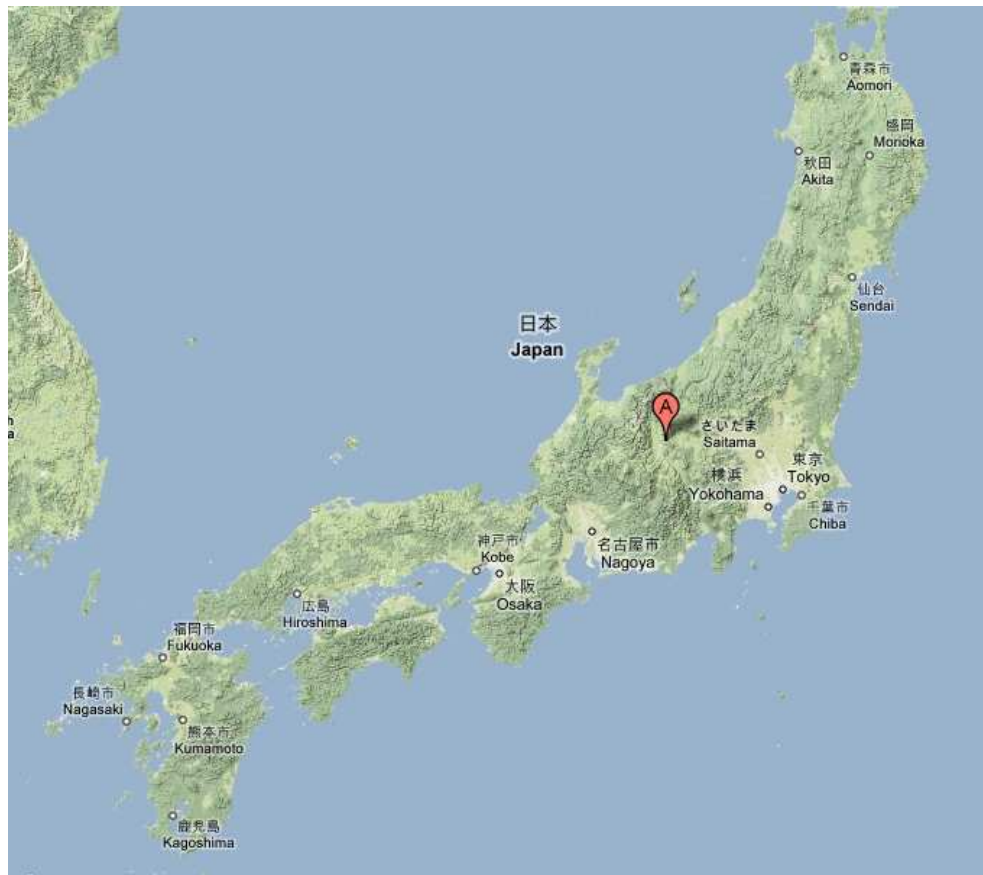 青森市
Aomori
盛岡
Morioka
秋田
Akita
仙台
Sendai
日本
Japan
A
さいたま
Saitama
東京
Tokyo
横浜
Yokohama
千葉市
Chiba
名古屋市
Nagoya
神戸市
Kobe
大阪
Osaka
広島
Hiroshima
福岡市
Fukuoka
長崎市
Nagasaki
熊本市
Kumamoto
鹿児島
Kagoshima